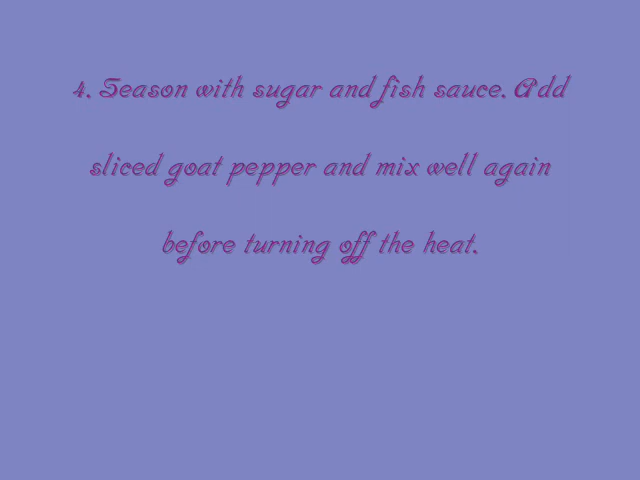 4. Season with sugar and fish sauce. Add
sliced goat pepper and mix well again
before turning off the heat.